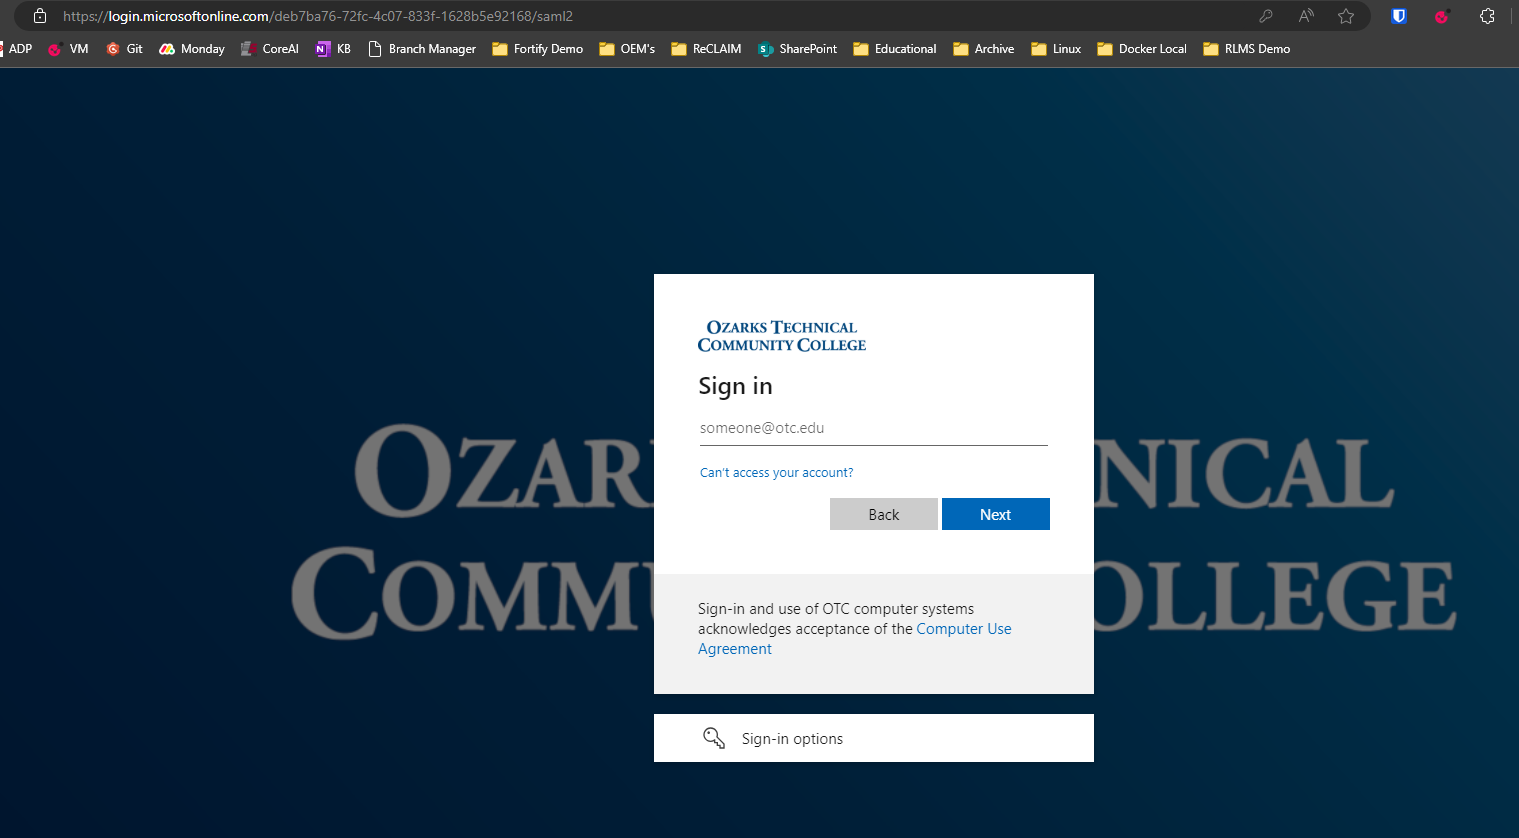 https://login.microsoftonline.com/deb7ba76-72fc-4c07-833f-1628b5e92168/saml2
ADP VM Git Monday CoreAI KB Branch Manager Fortify Demo OEM's ReCLAIM SharePoint Educational Archive Linux Docker Local RLMS Demo
OZARKS TECHNICAL
COMMUNITY COLLEGE
Sign in
someone@otc.edu
Can't access your account?
Back Next
Sign-in and use of OTC computer systems
acknowledges acceptance of the Computer Use
Agreement
Sign-in options
OZAR NICAL
COMMU OLLEGE